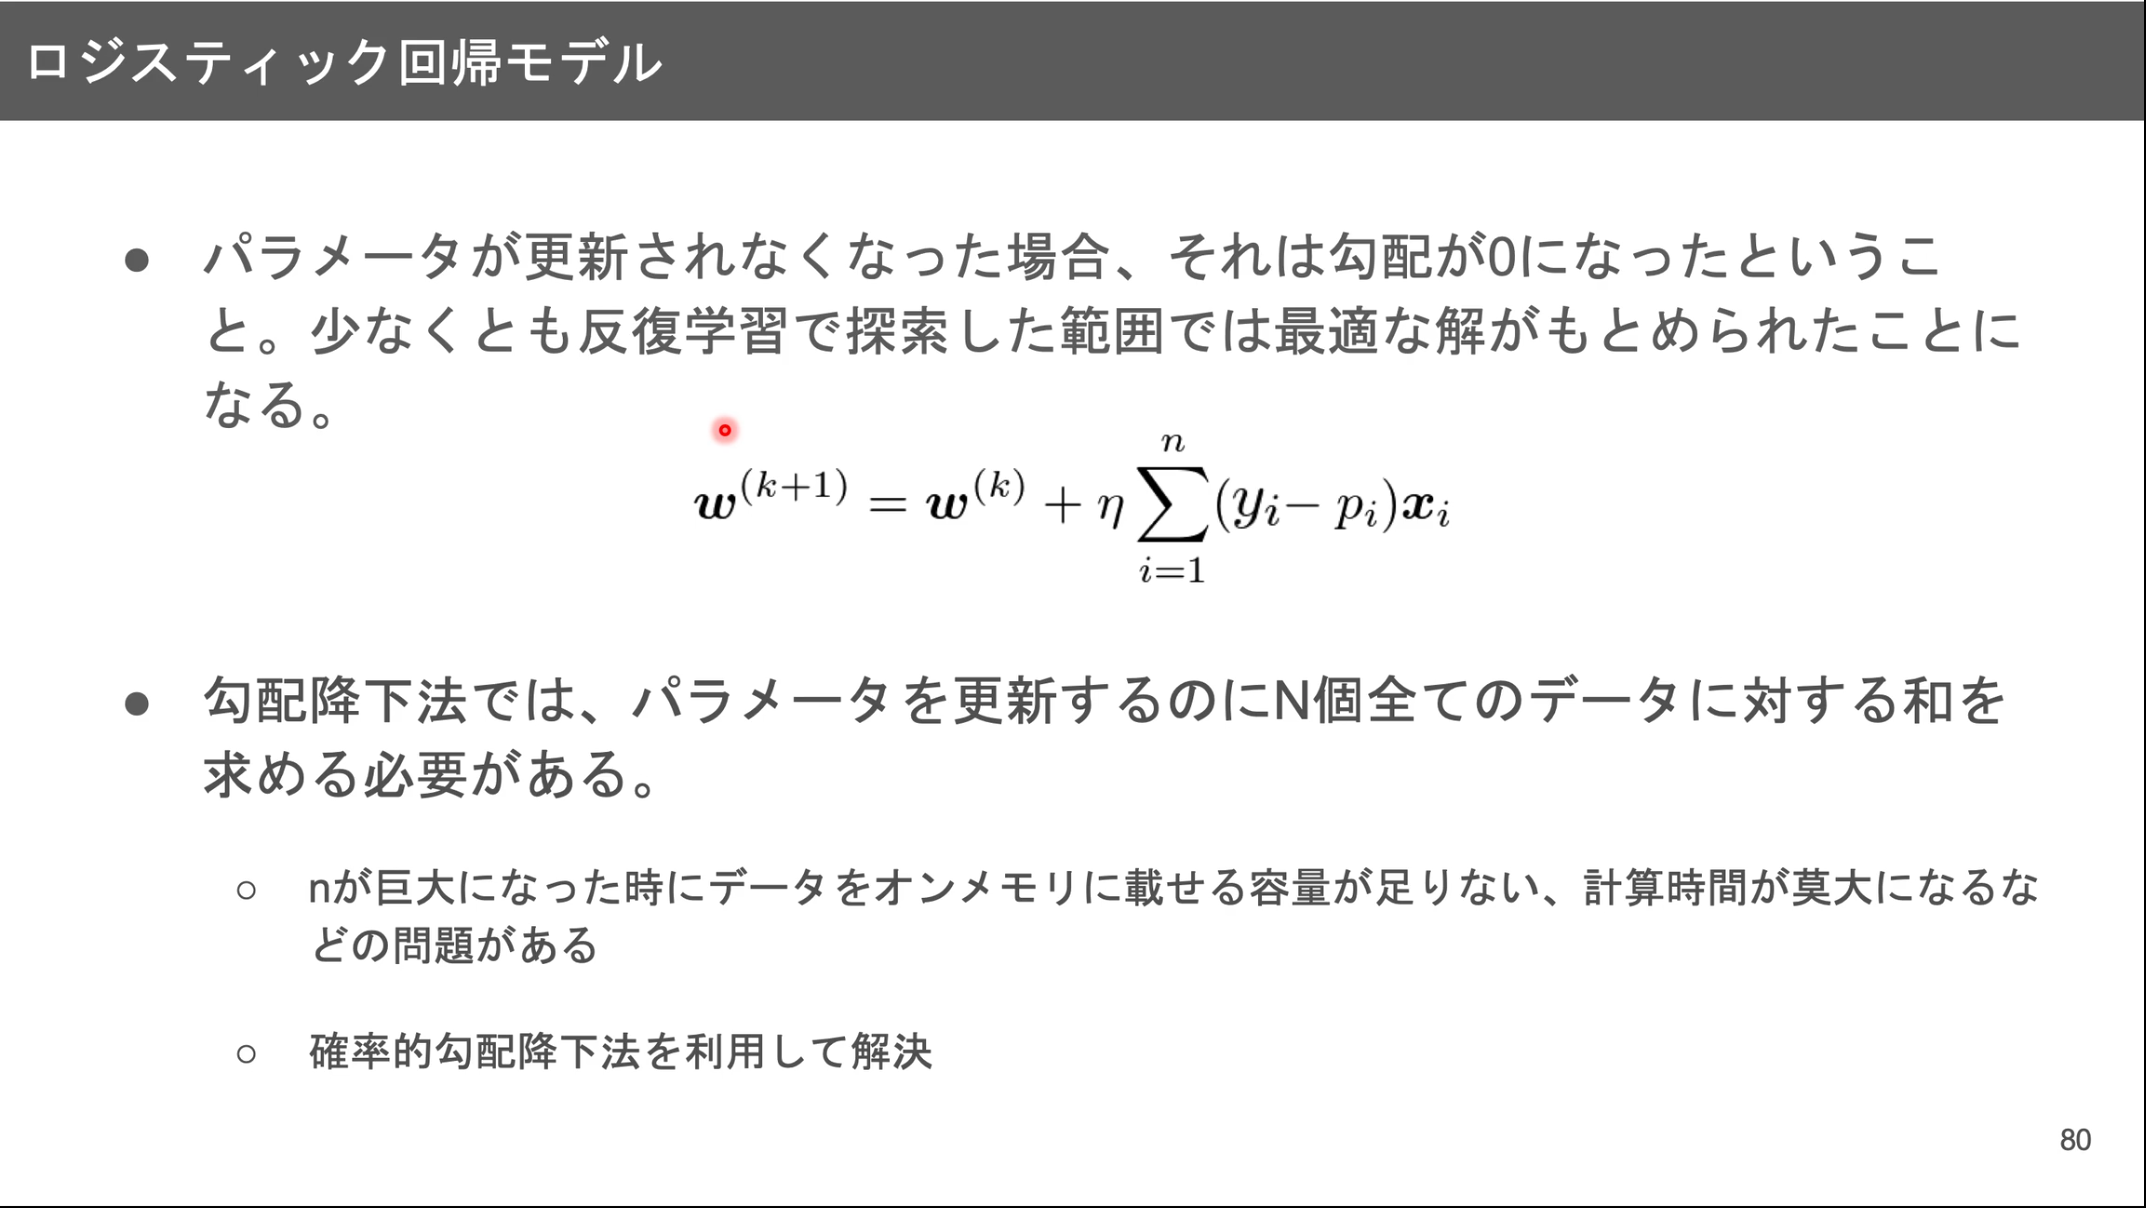 ロジスティック回帰モデル
● パラメータが更新されなくなった場合、それは勾配が0になったというこ
と。少なくとも反復学習で探索した範囲では最適な解がもとめられたことに
なる。
$\boldsymbol{w}^{(k+1)} = \boldsymbol{w}^{(k)} + \eta \sum_{i=1}^{n} (y_i - p_i)\boldsymbol{x}_i$
● 勾配降下法では、パラメータを更新するのにN個全てのデータに対する和を
求める必要がある。
○ nが巨大になった時にデータをオンメモリに載せる容量が足りない、計算時間が莫大になるな
どの問題がある
○ 確率的勾配降下法を利用して解決
80